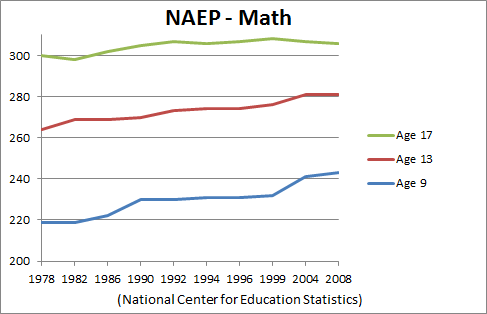 NAEP - Math
300
280
260
240
220
200
1978 1982 1986 1990 1992 1994 1996 1999 2004 2008
(National Center for Education Statistics)
Age 17
Age 13
Age 9